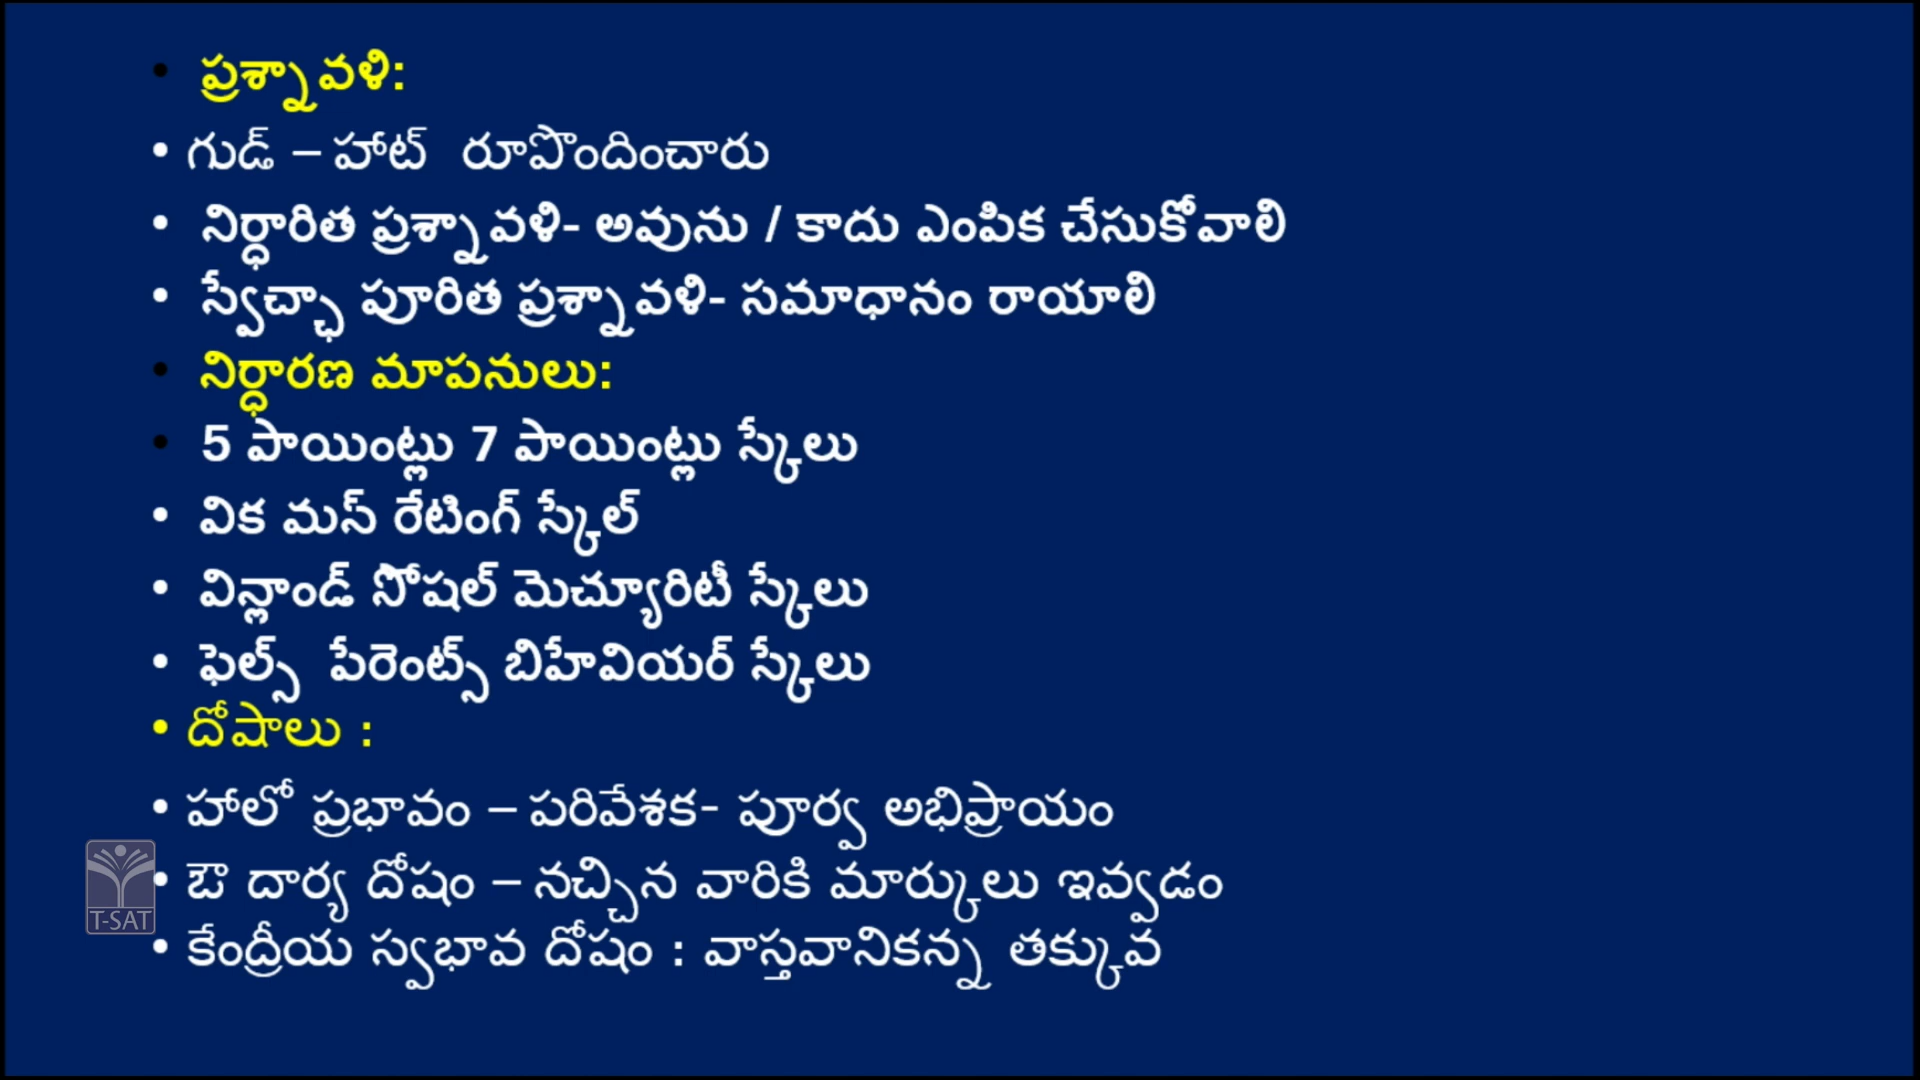 ప్రశ్నావళి:
గుడ్ – హాట్ రూపొందించారు
నిర్ధారిత ప్రశ్నావళి- అవును / కాదు ఎంపిక చేసుకోవాలి
స్వేచ్ఛా పూరిత ప్రశ్నావళి- సమాధానం రాయాలి
నిర్ధారణ మాపనులు:
5 పాయింట్లు 7 పాయింట్లు స్కేలు
విక మస్ రేటింగ్ స్కేల్
విన్లాండ్ సోషల్ మెచ్యూరిటీ స్కేలు
ఫెల్స్ పేరెంట్స్ బిహేవియర్ స్కేలు
దోషాలు :
హాలో ప్రభావం – పరివేశక- పూర్వ అభిప్రాయం
ఔ దార్య దోషం – నచ్చిన వారికి మార్కులు ఇవ్వడం
కేంద్రీయ స్వభావ దోషం : వాస్తవానికన్న తక్కువ
T-SAT